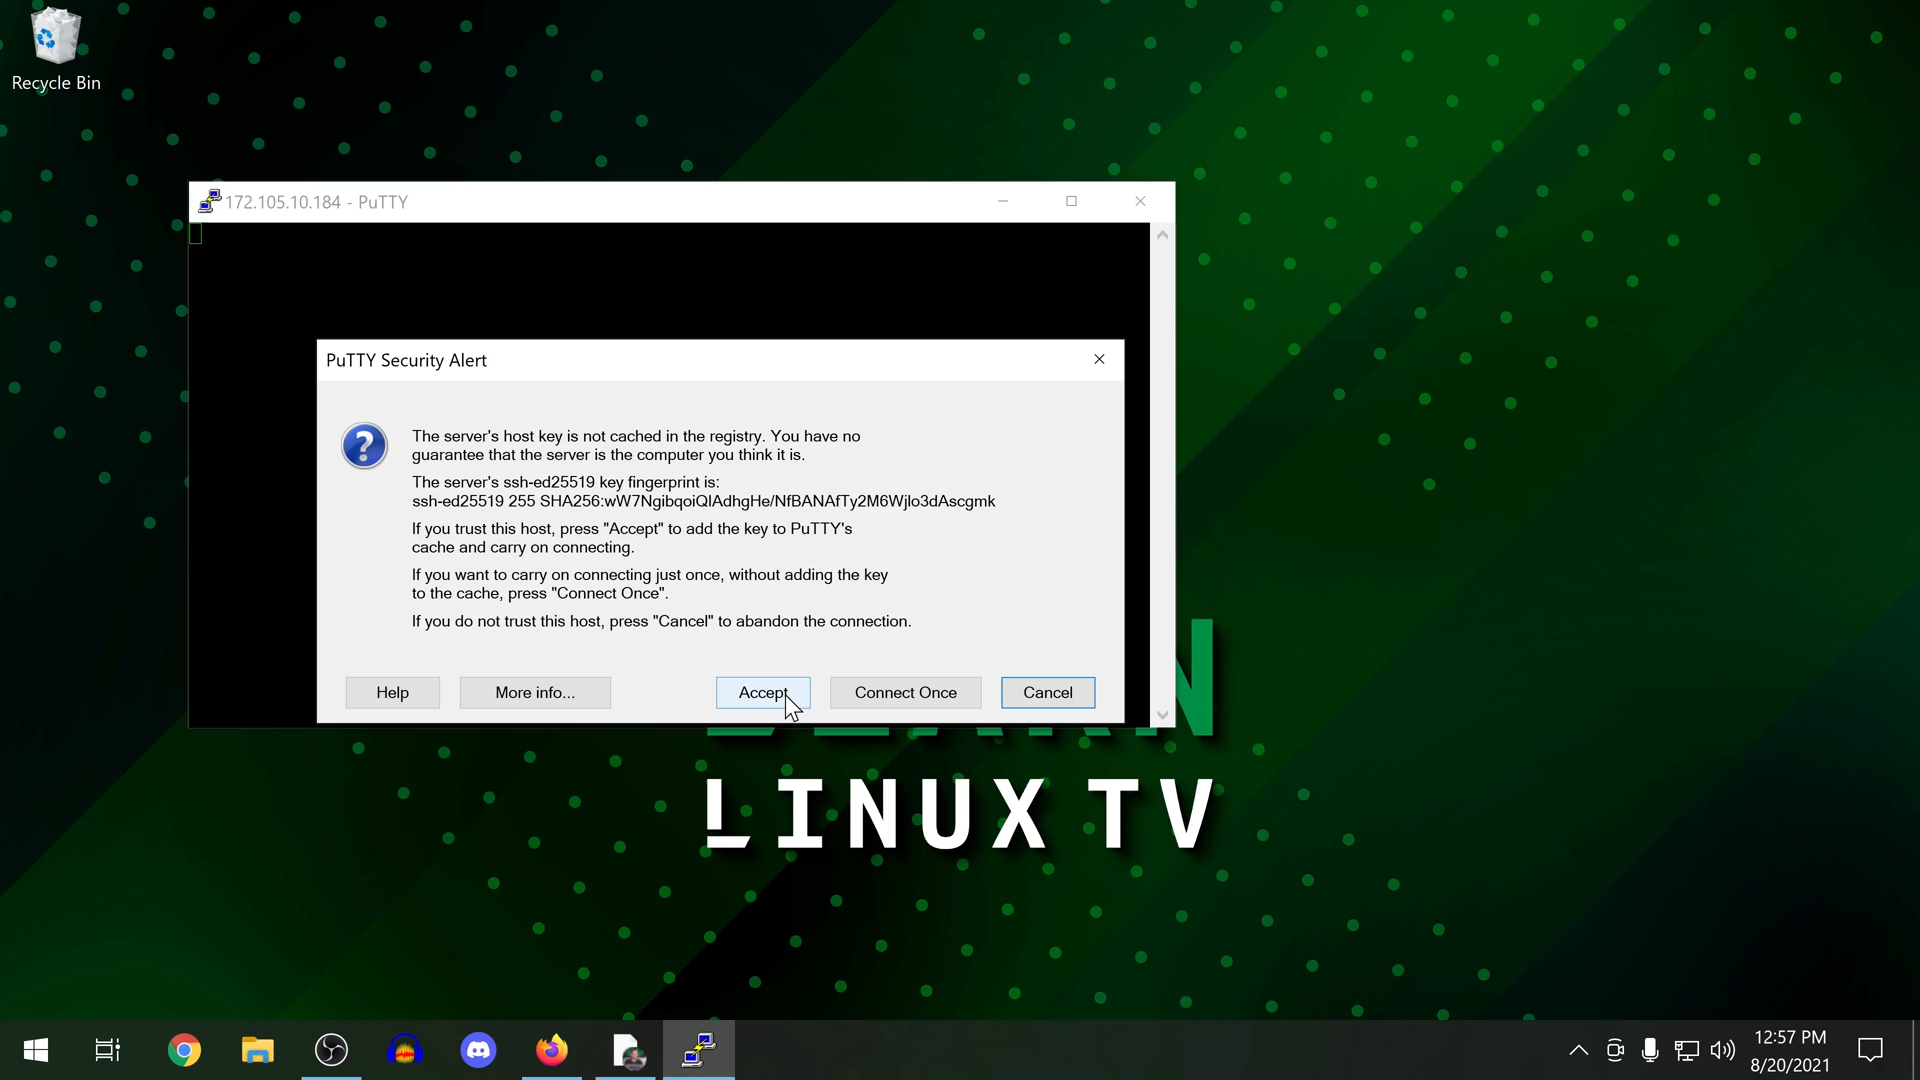 Recycle Bin
172.105.10.184 - PuTTY
PuTTY Security Alert
The server's host key is not cached in the registry. You have no
guarantee that the server is the computer you think it is.
The server's ssh-ed25519 key fingerprint is:
ssh-ed25519 255 SHA256:wW7NgibqoiQlAdhgHe/NfBANAfTy2M6Wjlo3dAscgmk
If you trust this host, press "Accept" to add the key to PuTTY's
cache and carry on connecting.
If you want to carry on connecting just once, without adding the key
to the cache, press "Connect Once".
If you do not trust this host, press "Cancel" to abandon the connection.
Help
More info...
Accept
Connect Once
Cancel
LINUX TV
12:57 PM
8/20/2021